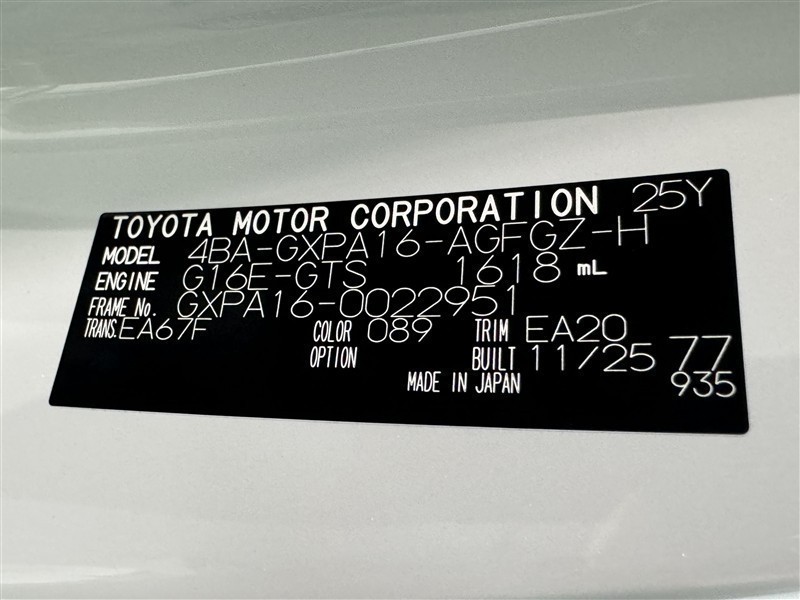 TOYOTA MOTOR CORPORATION 25Y
MODEL 4BA-GXPA16-AGFGZ-H
ENGINE G16E-GTS 1618 mL
FRAME No. GXPA16-0022951
TRANS. EA67F COLOR 089 TRIM EA20
OPTION BUILT 11/25 77
MADE IN JAPAN 935